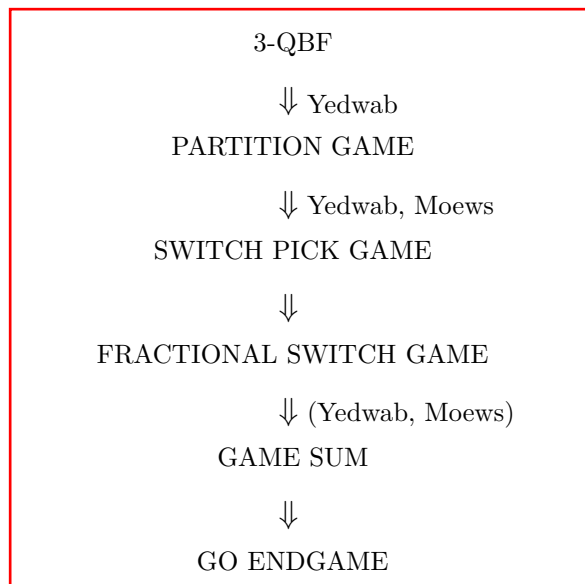 3-QBF
⇓ Yedwab
PARTITION GAME
⇓ Yedwab, Moews
SWITCH PICK GAME
⇓
FRACTIONAL SWITCH GAME
⇓ (Yedwab, Moews)
GAME SUM
⇓
GO ENDGAME